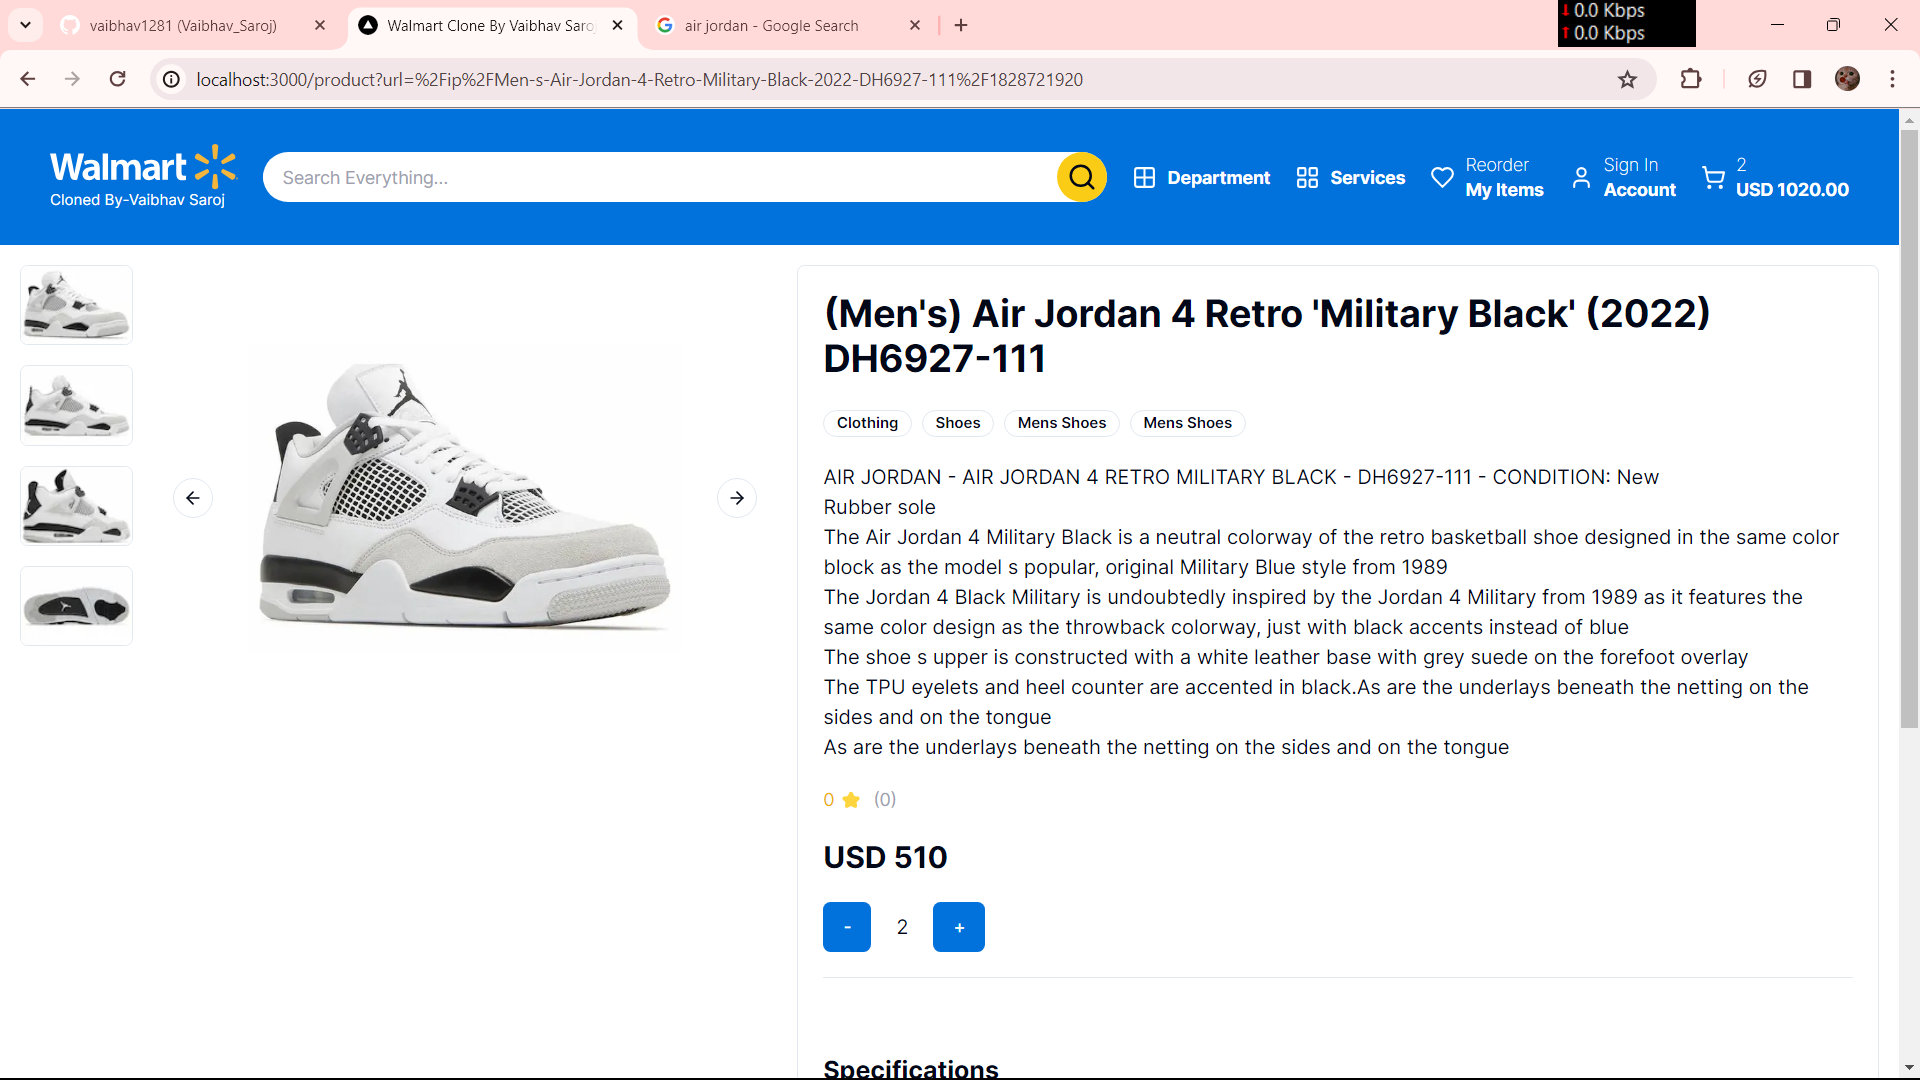 vaibhav1281 (Vaibhav_Saroj)
Walmart Clone By Vaibhav Saro
air jordan - Google Search
0.0 Kbps
0.0 Kbps
localhost:3000/product?url=%2Fip%2FMen-s-Air-Jordan-4-Retro-Military-Black-2022-DH6927-111%2F1828721920
Walmart
Cloned By-Vaibhav Saroj
Search Everything...
Department
Services
Reorder
My Items
Sign In
Account
2
USD 1020.00
(Men's) Air Jordan 4 Retro 'Military Black' (2022)
DH6927-111
Clothing
Shoes
Mens Shoes
Mens Shoes
AIR JORDAN - AIR JORDAN 4 RETRO MILITARY BLACK - DH6927-111 - CONDITION: New
Rubber sole
The Air Jordan 4 Military Black is a neutral colorway of the retro basketball shoe designed in the same color
block as the model s popular, original Military Blue style from 1989
The Jordan 4 Black Military is undoubtedly inspired by the Jordan 4 Military from 1989 as it features the
same color design as the throwback colorway, just with black accents instead of blue
The shoe s upper is constructed with a white leather base with grey suede on the forefoot overlay
The TPU eyelets and heel counter are accented in black.As are the underlays beneath the netting on the
sides and on the tongue
As are the underlays beneath the netting on the sides and on the tongue
0
(0)
USD 510
-
2
+
Specifications